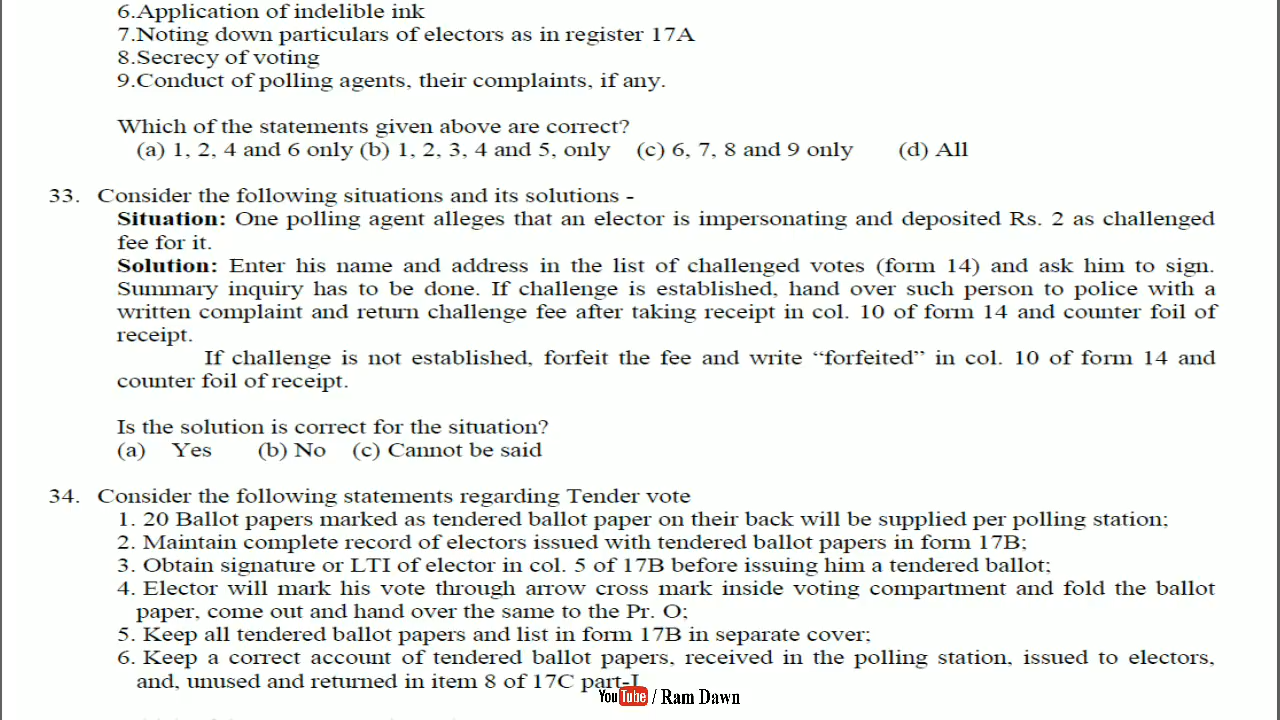 6.Application of indelible ink
7.Noting down particulars of electors as in register 17A
8.Secrecy of voting
9.Conduct of polling agents, their complaints, if any.
Which of the statements given above are correct?
(a) 1, 2, 4 and 6 only (b) 1, 2, 3, 4 and 5, only (c) 6, 7, 8 and 9 only (d) All
33. Consider the following situations and its solutions -
Situation: One polling agent alleges that an elector is impersonating and deposited Rs. 2 as challenged
fee for it.
Solution: Enter his name and address in the list of challenged votes (form 14) and ask him to sign.
Summary inquiry has to be done. If challenge is established, hand over such person to police with a
written complaint and return challenge fee after taking receipt in col. 10 of form 14 and counter foil of
receipt.
If challenge is not established, forfeit the fee and write “forfeited” in col. 10 of form 14 and
counter foil of receipt.
Is the solution is correct for the situation?
(a) Yes (b) No (c) Cannot be said
34. Consider the following statements regarding Tender vote
1. 20 Ballot papers marked as tendered ballot paper on their back will be supplied per polling station;
2. Maintain complete record of electors issued with tendered ballot papers in form 17B;
3. Obtain signature or LTI of elector in col. 5 of 17B before issuing him a tendered ballot;
4. Elector will mark his vote through arrow cross mark inside voting compartment and fold the ballot
paper, come out and hand over the same to the Pr. O;
5. Keep all tendered ballot papers and list in form 17B in separate cover;
6. Keep a correct account of tendered ballot papers, received in the polling station, issued to electors,
and, unused and returned in item 8 of 17C part-I
YouTube / Ram Dawn